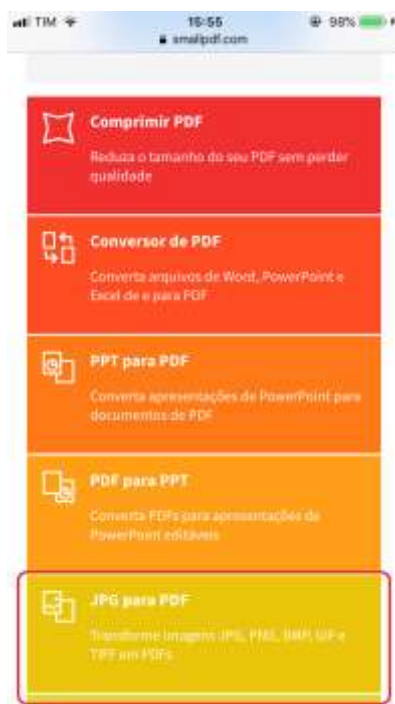 TIM 15:55 98%
smallpdf.com
Comprimir PDF
Reduza o tamanho do seu PDF sem perder
qualidade
Conversor de PDF
Converta arquivos de Word, PowerPoint e
Excel de e para PDF
PPT para PDF
Converta apresentações de PowerPoint para
documentos de PDF
PDF para PPT
Converta PDFs para apresentações de
PowerPoint editáveis
JPG para PDF
Transforme imagens JPG, PNG, BMP, GIF e
TIFF em PDFs